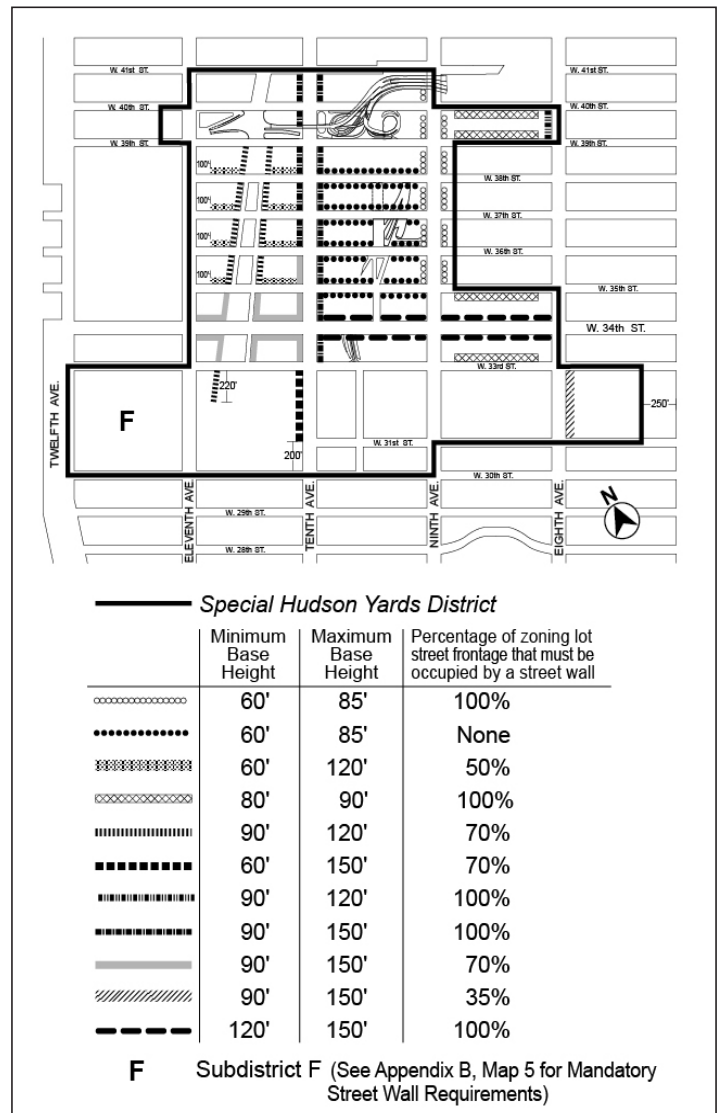 W. 41st ST.
W. 41st ST.
W. 40th ST.
W. 40th ST.
W. 39th ST.
W. 39th ST.
100'
W. 38th ST.
100'
W. 37th ST.
100'
W. 36th ST.
100'
W. 35th ST.
W. 34th ST.
W. 33rd ST.
220'
F
250'
TWELFTH AVE.
W. 31st ST.
200'
W. 30th ST.
ELEVENTH AVE.
TENTH AVE.
NINTH AVE.
EIGHTH AVE.
N
W. 29th ST.
W. 28th ST.
Special Hudson Yards District
Minimum Base Height
Maximum Base Height
Percentage of zoning lot street frontage that must be occupied by a street wall
60' 85' 100%
60' 85' None
60' 120' 50%
80' 90' 100%
90' 120' 70%
60' 150' 70%
90' 120' 100%
90' 150' 100%
90' 150' 70%
90' 150' 35%
120' 150' 100%
F Subdistrict F (See Appendix B, Map 5 for Mandatory
Street Wall Requirements)